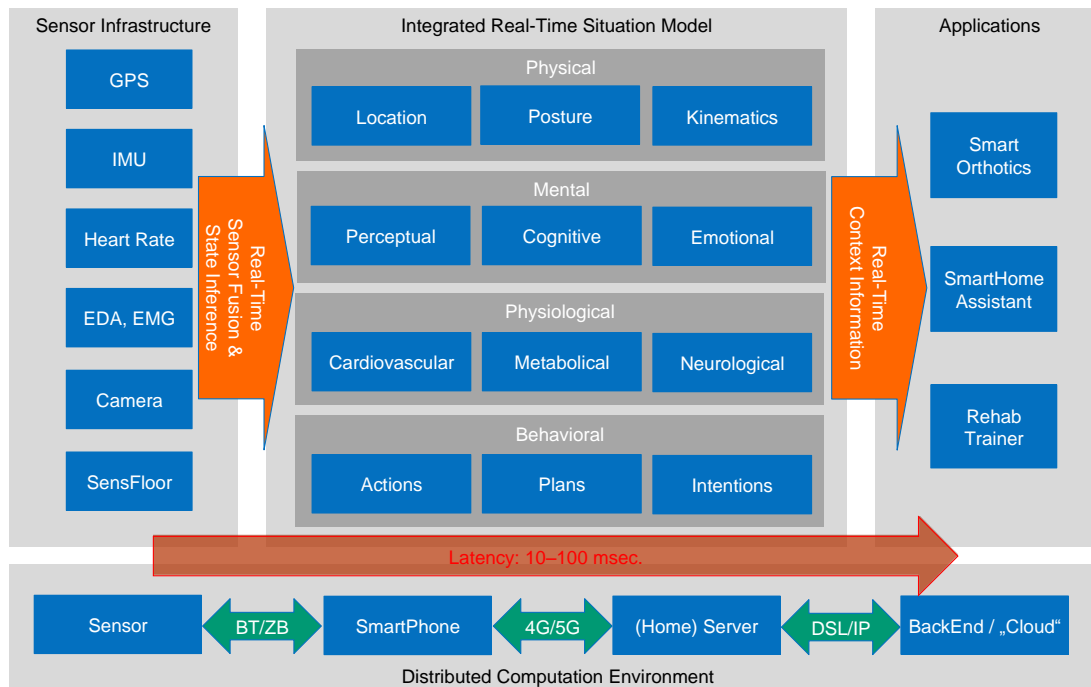 Sensor Infrastructure
GPS
IMU
Heart Rate
EDA, EMG
Camera
SensFloor
Real-Time
Sensor Fusion &
State Inference
Integrated Real-Time Situation Model
Physical
Location
Posture
Kinematics
Mental
Perceptual
Cognitive
Emotional
Physiological
Cardiovascular
Metabolical
Neurological
Behavioral
Actions
Plans
Intentions
Real-Time
Context Information
Applications
Smart
Orthotics
SmartHome
Assistant
Rehab
Trainer
Latency: 10–100 msec.
Sensor
BT/ZB
SmartPhone
4G/5G
(Home) Server
DSL/IP
BackEnd / „Cloud“
Distributed Computation Environment